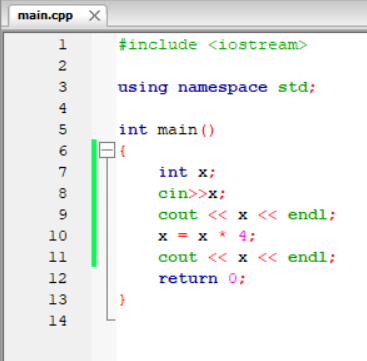 main.cpp
1 #include <iostream>
2
3 using namespace std;
4
5 int main()
6 {
7 int x;
8 cin>>x;
9 cout << x << endl;
10 x = x * 4;
11 cout << x << endl;
12 return 0;
13 }
14